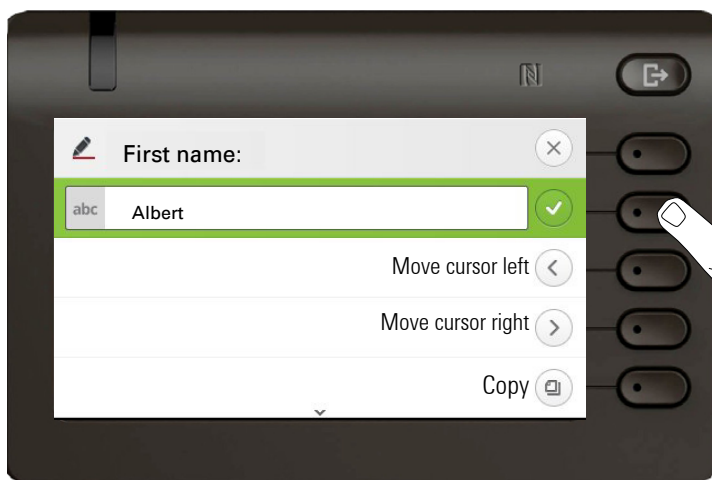 First name:
abc Albert
Move cursor left
Move cursor right
Copy